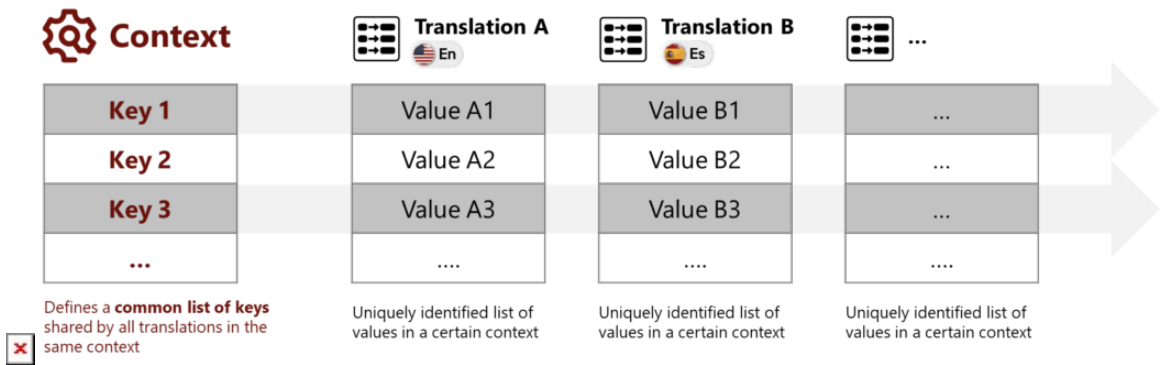 Context
Translation A
En
Translation B
Es
...
Key 1
Value A1
Value B1
...
Key 2
Value A2
Value B2
...
Key 3
Value A3
Value B3
...
...
....
....
....
Defines a common list of keys
shared by all translations in the
same context
Uniquely identified list of
values in a certain context
Uniquely identified list of
values in a certain context
Uniquely identified list of
values in a certain context